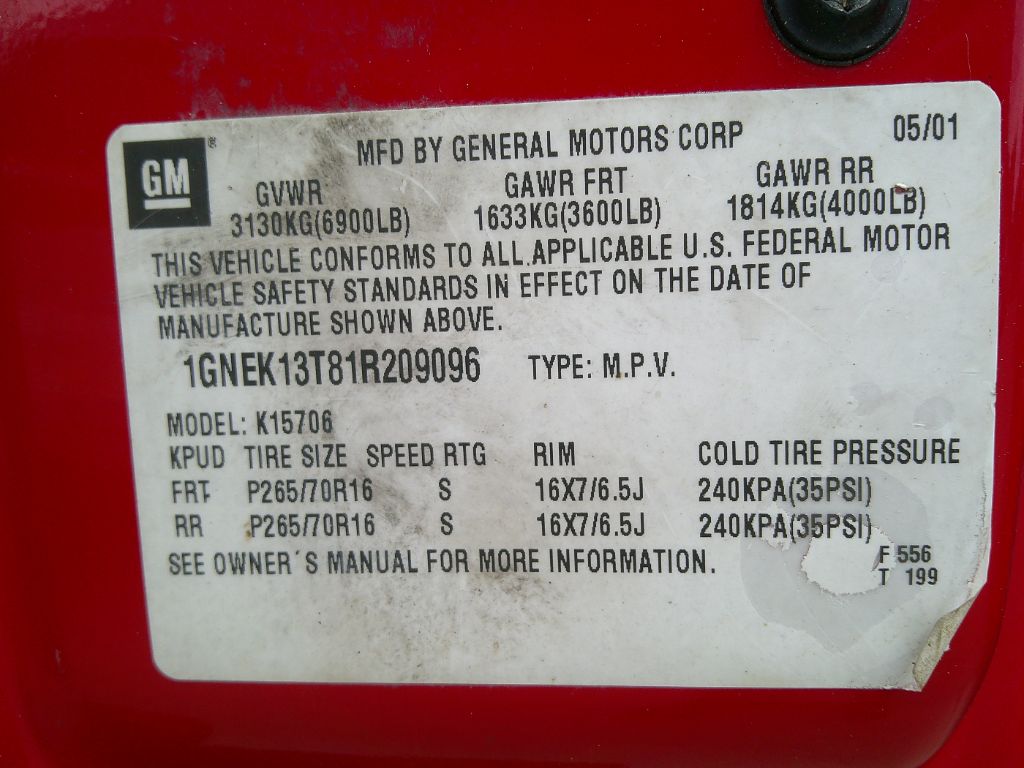 GM ®
MFD BY GENERAL MOTORS CORP 05/01
GVWR GAWR FRT GAWR RR
3130KG(6900LB) 1633KG(3600LB) 1814KG(4000LB)
THIS VEHICLE CONFORMS TO ALL APPLICABLE U.S. FEDERAL MOTOR
VEHICLE SAFETY STANDARDS IN EFFECT ON THE DATE OF
MANUFACTURE SHOWN ABOVE.
1GNEK13T81R209096 TYPE: M.P.V.
MODEL: K15706
KPUD TIRE SIZE SPEED RTG RIM COLD TIRE PRESSURE
FRT P265/70R16 S 16X7/6.5J 240KPA(35PSI)
RR P265/70R16 S 16X7/6.5J 240KPA(35PSI)
SEE OWNER´S MANUAL FOR MORE INFORMATION.
F 556
T 199